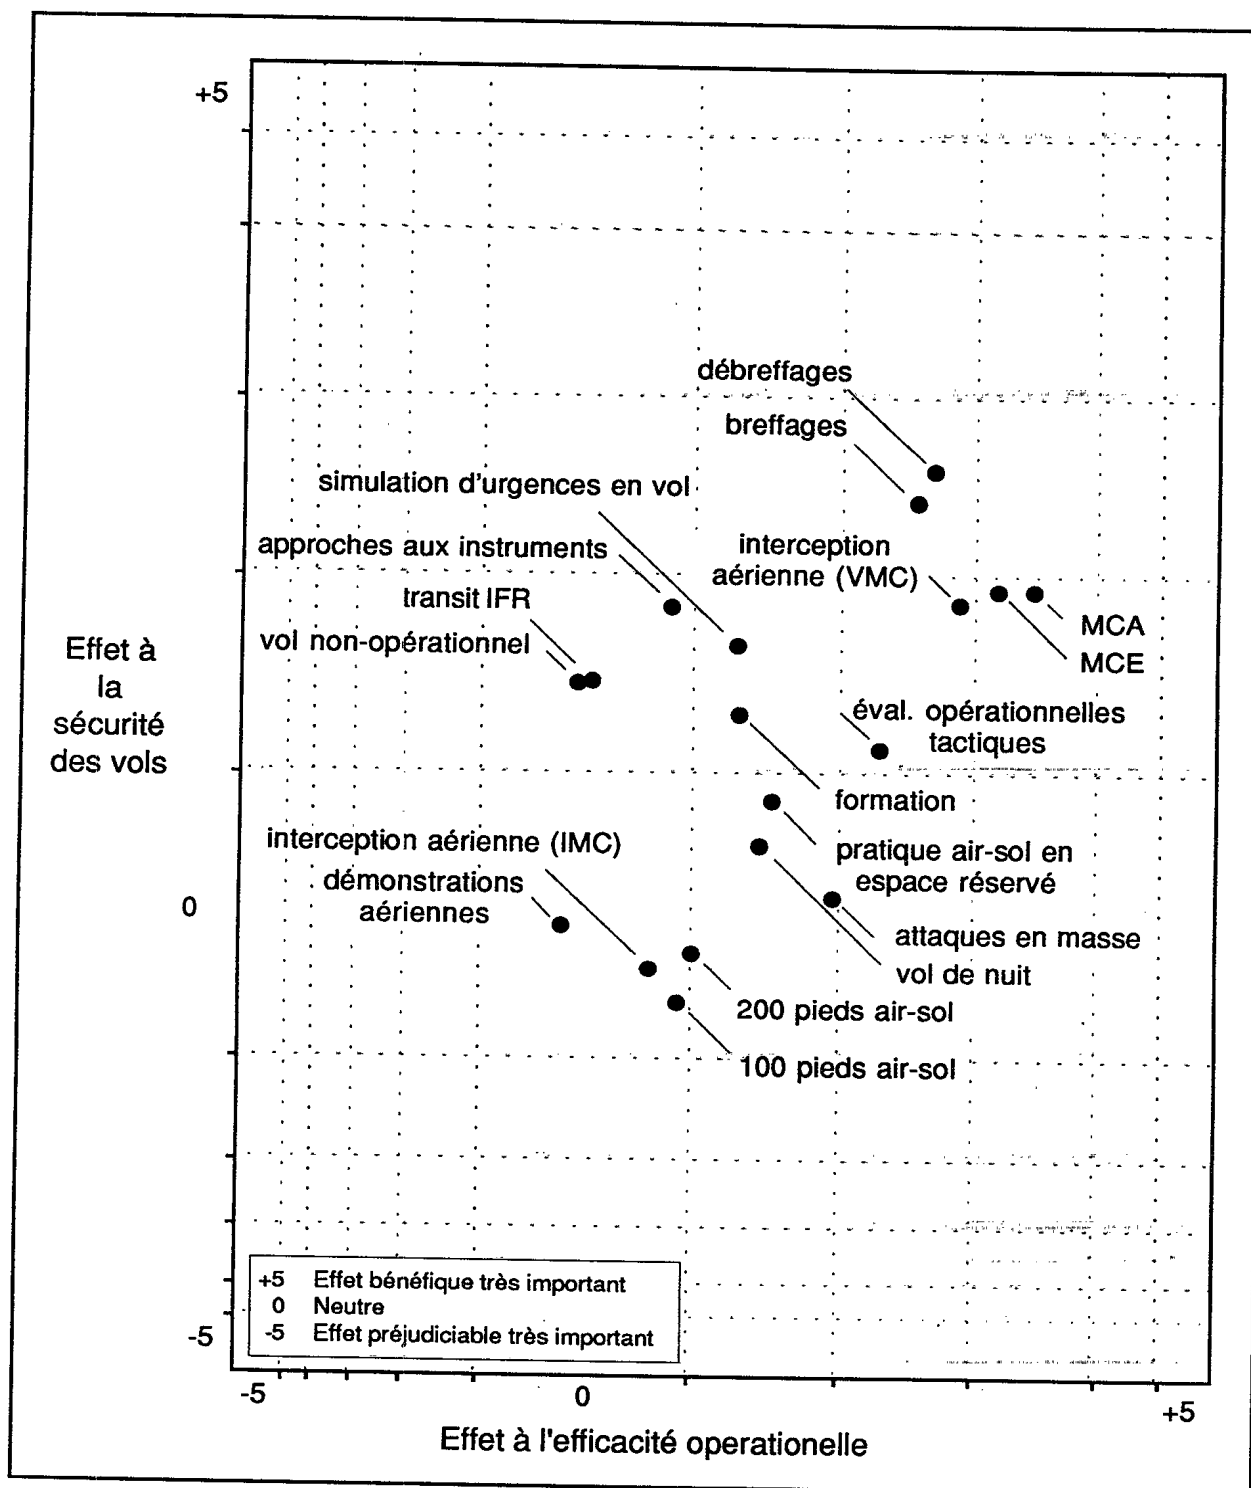 +5
débreffages
breffages
simulation d'urgences en vol
approches aux instruments
interception
aérienne (VMC)
transit IFR
vol non-opérationnel
MCA
MCE
Effet à
la
sécurité
des vols
éval. opérationnelles
tactiques
formation
interception aérienne (IMC)
démonstrations
aériennes
pratique air-sol en
espace réservé
0
attaques en masse
vol de nuit
200 pieds air-sol
100 pieds air-sol
+5 Effet bénéfique très important
0 Neutre
-5 Effet préjudiciable très important
-5
-5
0
+5
Effet à l'efficacité operationelle